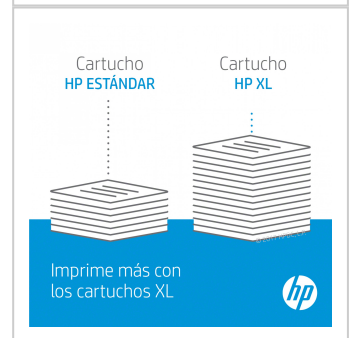 Cartucho
HP ESTÁNDAR
Cartucho
HP XL
Imprime más con
los cartuchos XL
hp